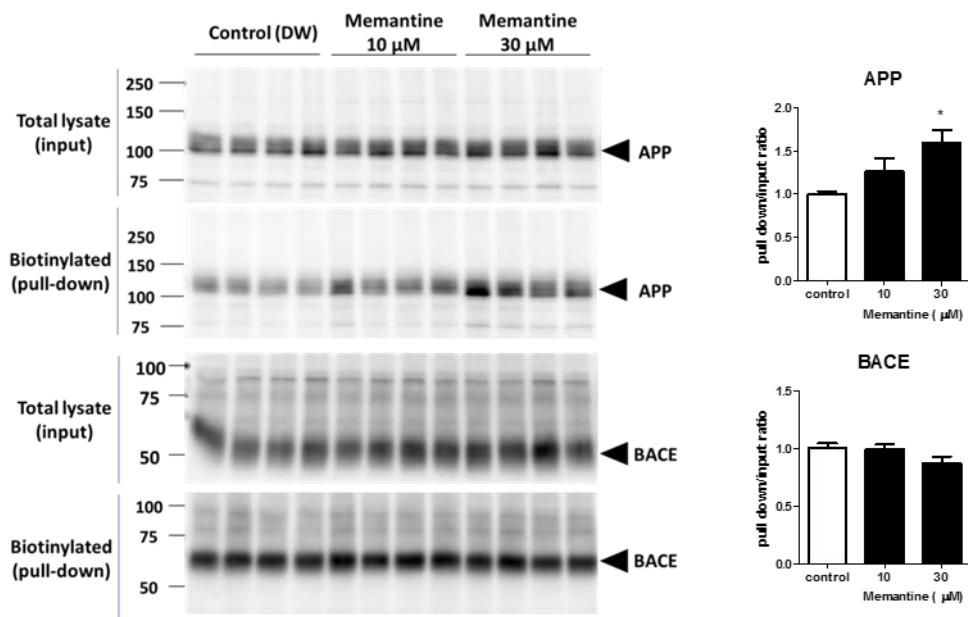 Control (DW)
Memantine
10 µM
Memantine
30 µM
Total lysate
(input)
250
150
100
75
APP
Biotinylated
(pull-down)
250
150
100
75
APP
Total lysate
(input)
100
75
50
BACE
Biotinylated
(pull-down)
100
75
50
BACE
APP
pull down/input ratio
2.0
1.5
1.0
0.5
0.0
*
control
10
30
Memantine ( µM)
BACE
pull down/input ratio
1.5
1.0
0.5
0.0
control
10
30
Memantine ( µM)